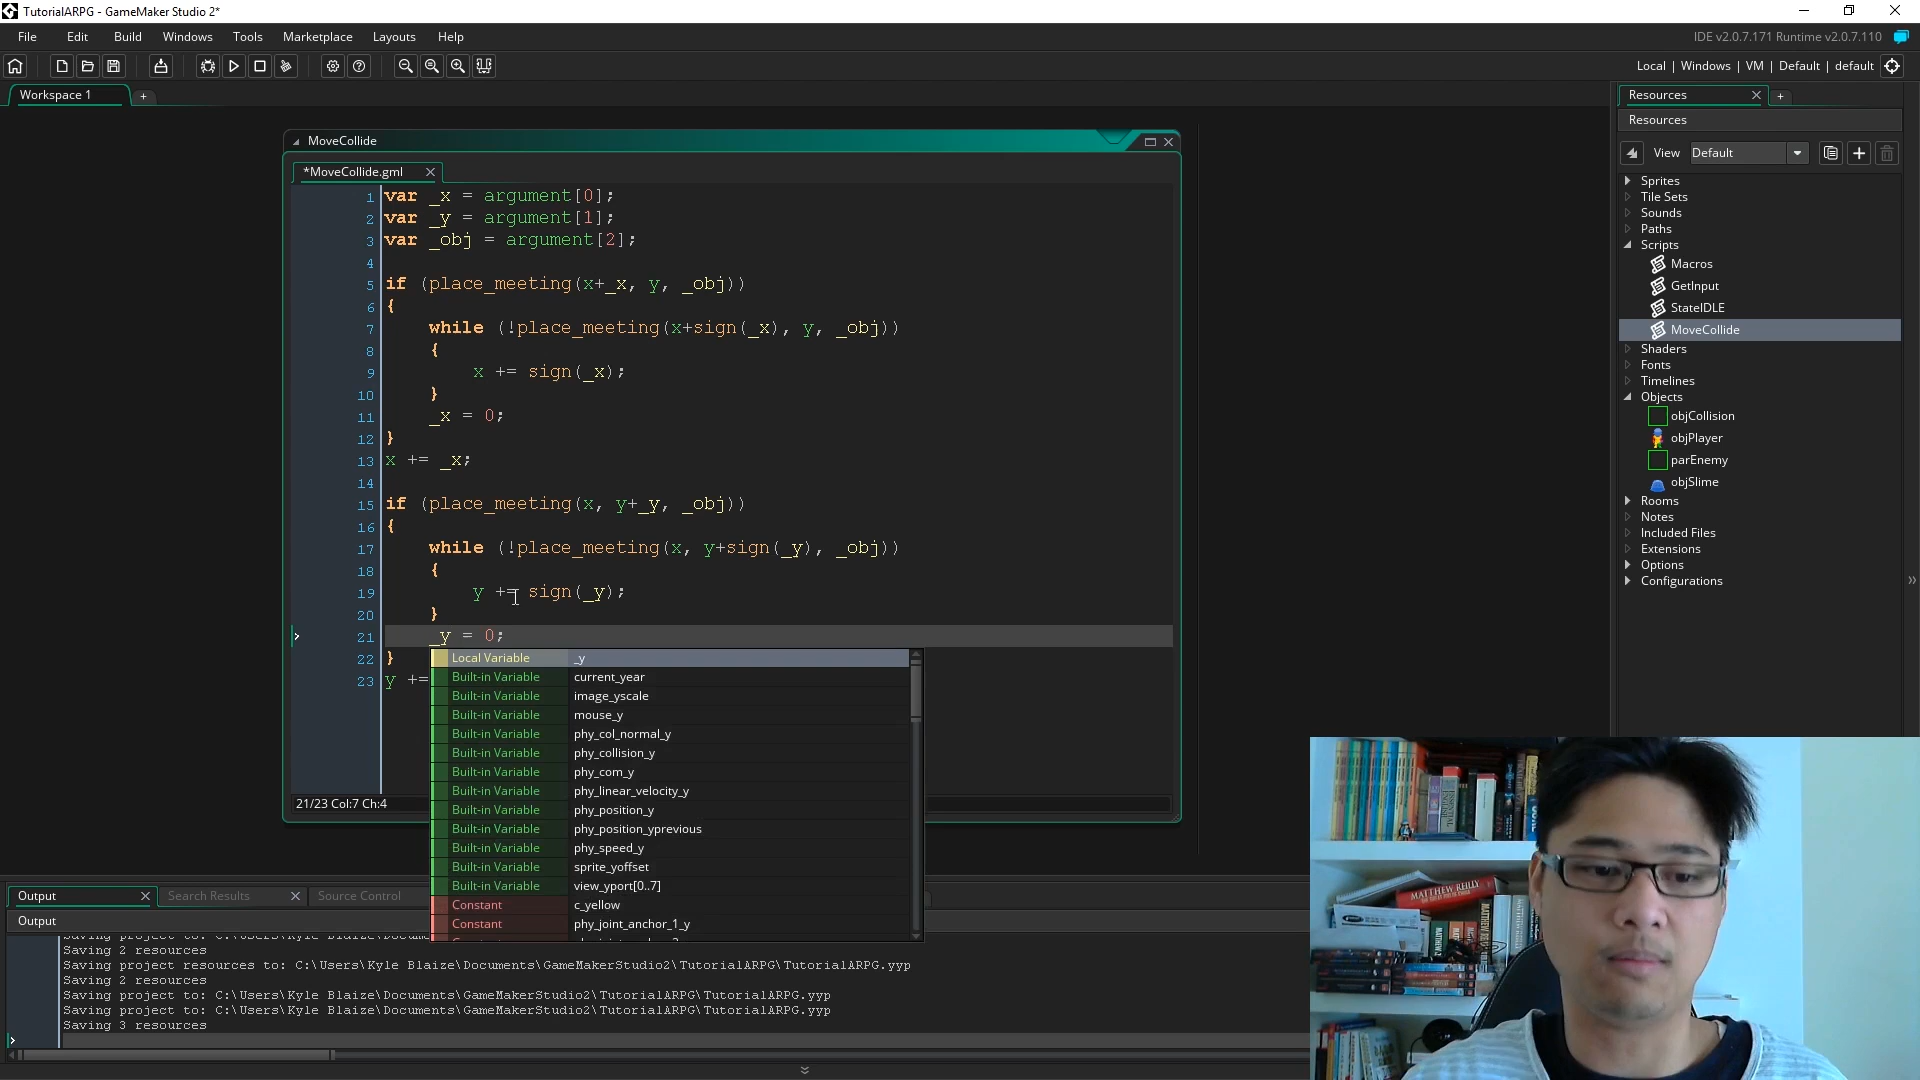 TutorialARPG - GameMaker Studio 2*
File Edit Build Windows Tools Marketplace Layouts Help
IDE v2.0.7.171 Runtime v2.0.7.110
Local | Windows | VM | Default | default
Workspace 1
Resources
Resources
View Default
Sprites
Tile Sets
Sounds
Paths
Scripts
Macros
GetInput
StateIDLE
MoveCollide
Shaders
Fonts
Timelines
Objects
objCollision
objPlayer
parEnemy
objSlime
Rooms
Notes
Included Files
Extensions
Options
Configurations
MoveCollide
*MoveCollide.gml
1 var _x = argument[0];
2 var _y = argument[1];
3 var _obj = argument[2];
4
5 if (place_meeting(x+_x, y, _obj))
6 {
7 while (!place_meeting(x+sign(_x), y, _obj))
8 {
9 x += sign(_x);
10 }
11 _x = 0;
12 }
13 x += _x;
14
15 if (place_meeting(x, y+_y, _obj))
16 {
17 while (!place_meeting(x, y+sign(_y), _obj))
18 {
19 y += sign(_y);
20 }
21 _y = 0;
22 }
23 y +=
Local Variable _y
Built-in Variable current_year
Built-in Variable image_yscale
Built-in Variable mouse_y
Built-in Variable phy_col_normal_y
Built-in Variable phy_collision_y
Built-in Variable phy_com_y
Built-in Variable phy_linear_velocity_y
Built-in Variable phy_position_y
Built-in Variable phy_position_yprevious
Built-in Variable phy_speed_y
Built-in Variable sprite_yoffset
Built-in Variable view_yport[0..7]
Constant c_yellow
Constant phy_joint_anchor_1_y
21/23 Col:7 Ch:4
Output Search Results Source Control
Output
Saving project to: C:\Users\Kyle Blaize\Docume
Saving 2 resources
Saving project resources to: C:\Users\Kyle Blaize\Documents\GameMakerStudio2\TutorialARPG\TutorialARPG.yyp
Saving 2 resources
Saving project to: C:\Users\Kyle Blaize\Documents\GameMakerStudio2\TutorialARPG\TutorialARPG.yyp
Saving project to: C:\Users\Kyle Blaize\Documents\GameMakerStudio2\TutorialARPG\TutorialARPG.yyp
Saving 3 resources
MATTHEW REILLY